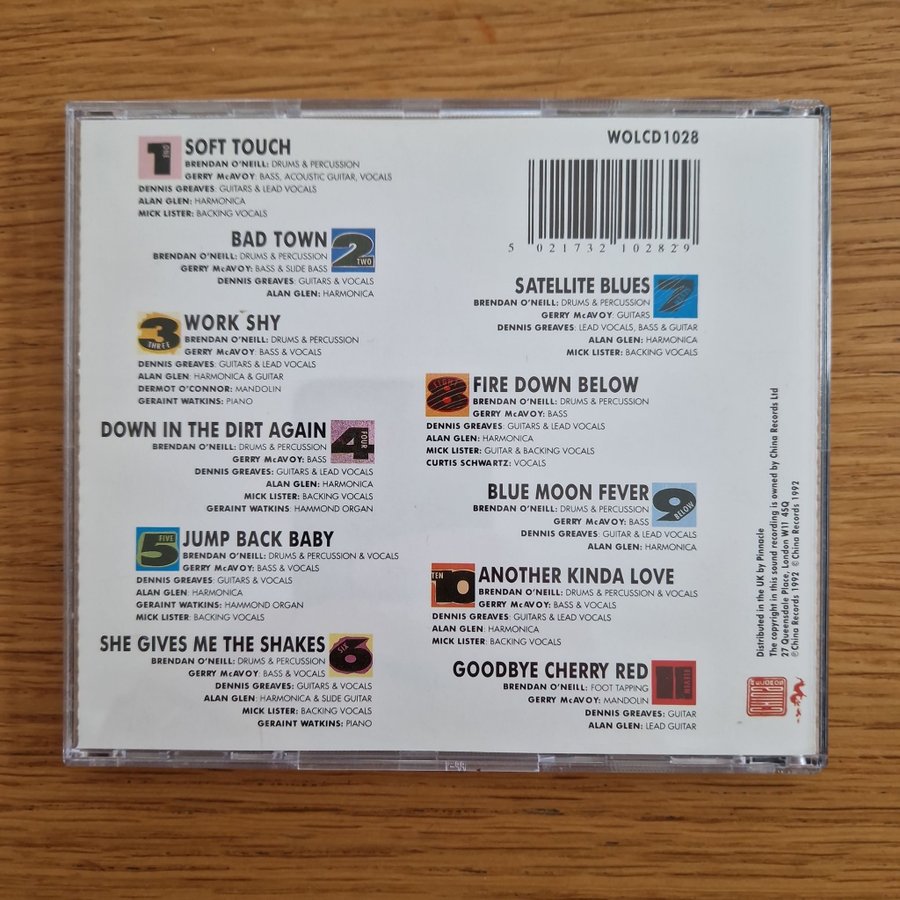 1 ONE
SOFT TOUCH
BRENDAN O'NEILL: DRUMS & PERCUSSION
GERRY McAVOY: BASS, ACOUSTIC GUITAR, VOCALS
DENNIS GREAVES: GUITARS & LEAD VOCALS
ALAN GLEN: HARMONICA
MICK LISTER: BACKING VOCALS
BAD TOWN
2 TWO
BRENDAN O'NEILL: DRUMS & PERCUSSION
GERRY McAVOY: BASS & SLIDE BASS
DENNIS GREAVES: GUITARS & VOCALS
ALAN GLEN: HARMONICA
3 THREE
WORK SHY
BRENDAN O'NEILL: DRUMS & PERCUSSION
GERRY McAVOY: BASS & VOCALS
DENNIS GREAVES: GUITARS & LEAD VOCALS
ALAN GLEN: HARMONICA & GUITAR
DERMOT O'CONNOR: MANDOLIN
GERAINT WATKINS: PIANO
DOWN IN THE DIRT AGAIN
4 FOUR
BRENDAN O'NEILL: DRUMS & PERCUSSION
GERRY McAVOY: BASS
DENNIS GREAVES: GUITARS & LEAD VOCALS
ALAN GLEN: HARMONICA
MICK LISTER: BACKING VOCALS
GERAINT WATKINS: HAMMOND ORGAN
5 FIVE
JUMP BACK BABY
BRENDAN O'NEILL: DRUMS & PERCUSSION & VOCALS
GERRY McAVOY: BASS & VOCALS
DENNIS GREAVES: GUITARS & VOCALS
ALAN GLEN: HARMONICA
GERAINT WATKINS: HAMMOND ORGAN
MICK LISTER: BACKING VOCALS
SHE GIVES ME THE SHAKES
6 SIX
BRENDAN O'NEILL: DRUMS & PERCUSSION
GERRY McAVOY: BASS & VOCALS
DENNIS GREAVES: GUITARS & VOCALS
ALAN GLEN: HARMONICA & SLIDE GUITAR
MICK LISTER: BACKING VOCALS
GERAINT WATKINS: PIANO
WOLCD1028
5 021732 102829
SATELLITE BLUES
7
BRENDAN O'NEILL: DRUMS & PERCUSSION
GERRY McAVOY: GUITARS
DENNIS GREAVES: LEAD VOCALS, BASS & GUITAR
ALAN GLEN: HARMONICA
MICK LISTER: BACKING VOCALS
8 EIGHT
FIRE DOWN BELOW
BRENDAN O'NEILL: DRUMS & PERCUSSION
GERRY McAVOY: BASS
DENNIS GREAVES: GUITARS & LEAD VOCALS
ALAN GLEN: HARMONICA
MICK LISTER: GUITAR & BACKING VOCALS
CURTIS SCHWARTZ: VOCALS
BLUE MOON FEVER
9 BELOW
BRENDAN O'NEILL: DRUMS & PERCUSSION
GERRY McAVOY: BASS
DENNIS GREAVES: GUITAR & LEAD VOCALS
ALAN GLEN: HARMONICA
TEN 10
ANOTHER KINDA LOVE
BRENDAN O'NEILL: DRUMS & PERCUSSION & VOCALS
GERRY McAVOY: BASS & VOCALS
DENNIS GREAVES: GUITARS & LEAD VOCALS
ALAN GLEN: HARMONICA
MICK LISTER: BACKING VOCALS
GOODBYE CHERRY RED
ELEVEN
BRENDAN O'NEILL: FOOT TAPPING
GERRY McAVOY: MANDOLIN
DENNIS GREAVES: GUITAR
ALAN GLEN: LEAD GUITAR
Distributed in the UK by Pinnacle
The copyright in this sound recording is owned by China Records Ltd
27 Queensdale Place, London W11 4SQ
℗China Records 1992 ©China Records 1992